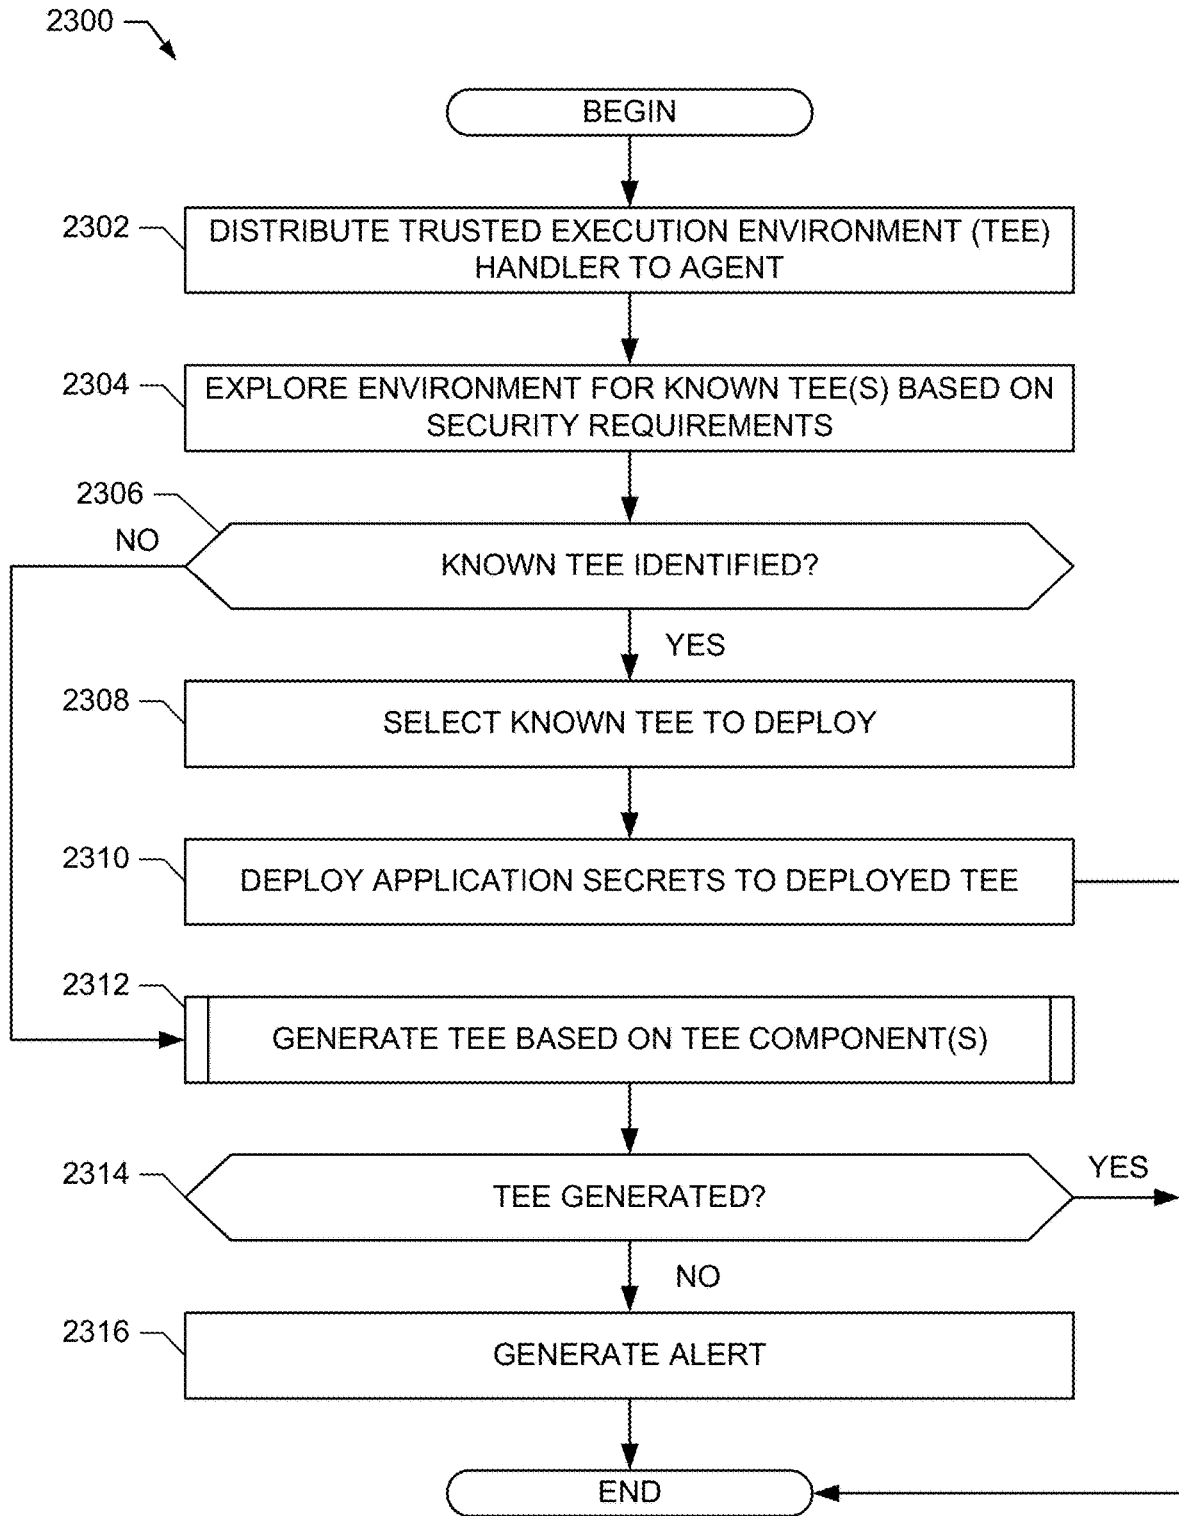 2300
BEGIN
2302
DISTRIBUTE TRUSTED EXECUTION ENVIRONMENT (TEE)
HANDLER TO AGENT
2304
EXPLORE ENVIRONMENT FOR KNOWN TEE(S) BASED ON
SECURITY REQUIREMENTS
2306
NO
KNOWN TEE IDENTIFIED?
YES
2308
SELECT KNOWN TEE TO DEPLOY
2310
DEPLOY APPLICATION SECRETS TO DEPLOYED TEE
2312
GENERATE TEE BASED ON TEE COMPONENT(S)
2314
TEE GENERATED?
YES
NO
2316
GENERATE ALERT
END